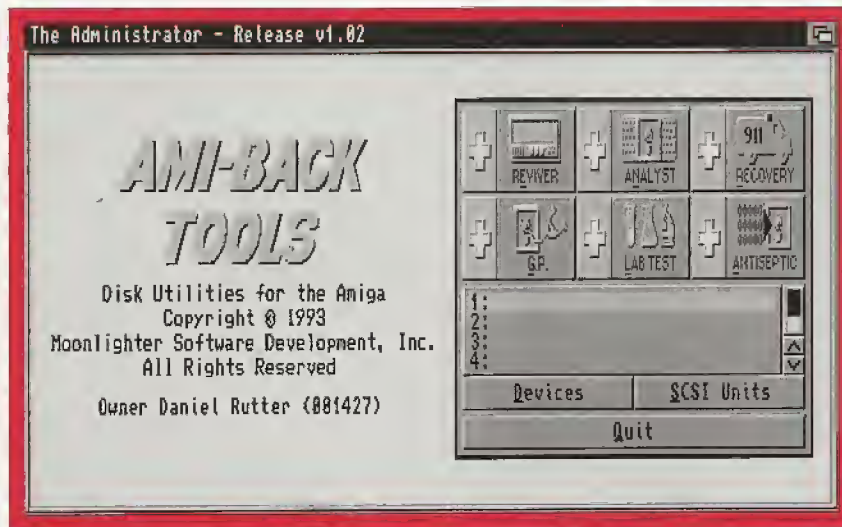 The Administrator - Release v1.02
AMI-BACK
TOOLS
Disk Utilities for the Amiga
Copyright © 1993
Moonlighter Software Development, Inc.
All Rights Reserved
Owner Daniel Rutter (001427)
REVIVER
ANALYST
911
RECOVERY
G.P.
LAB TEST
ANTISEPTIC
1:
2:
3:
4:
Devices
SCSI Units
Quit